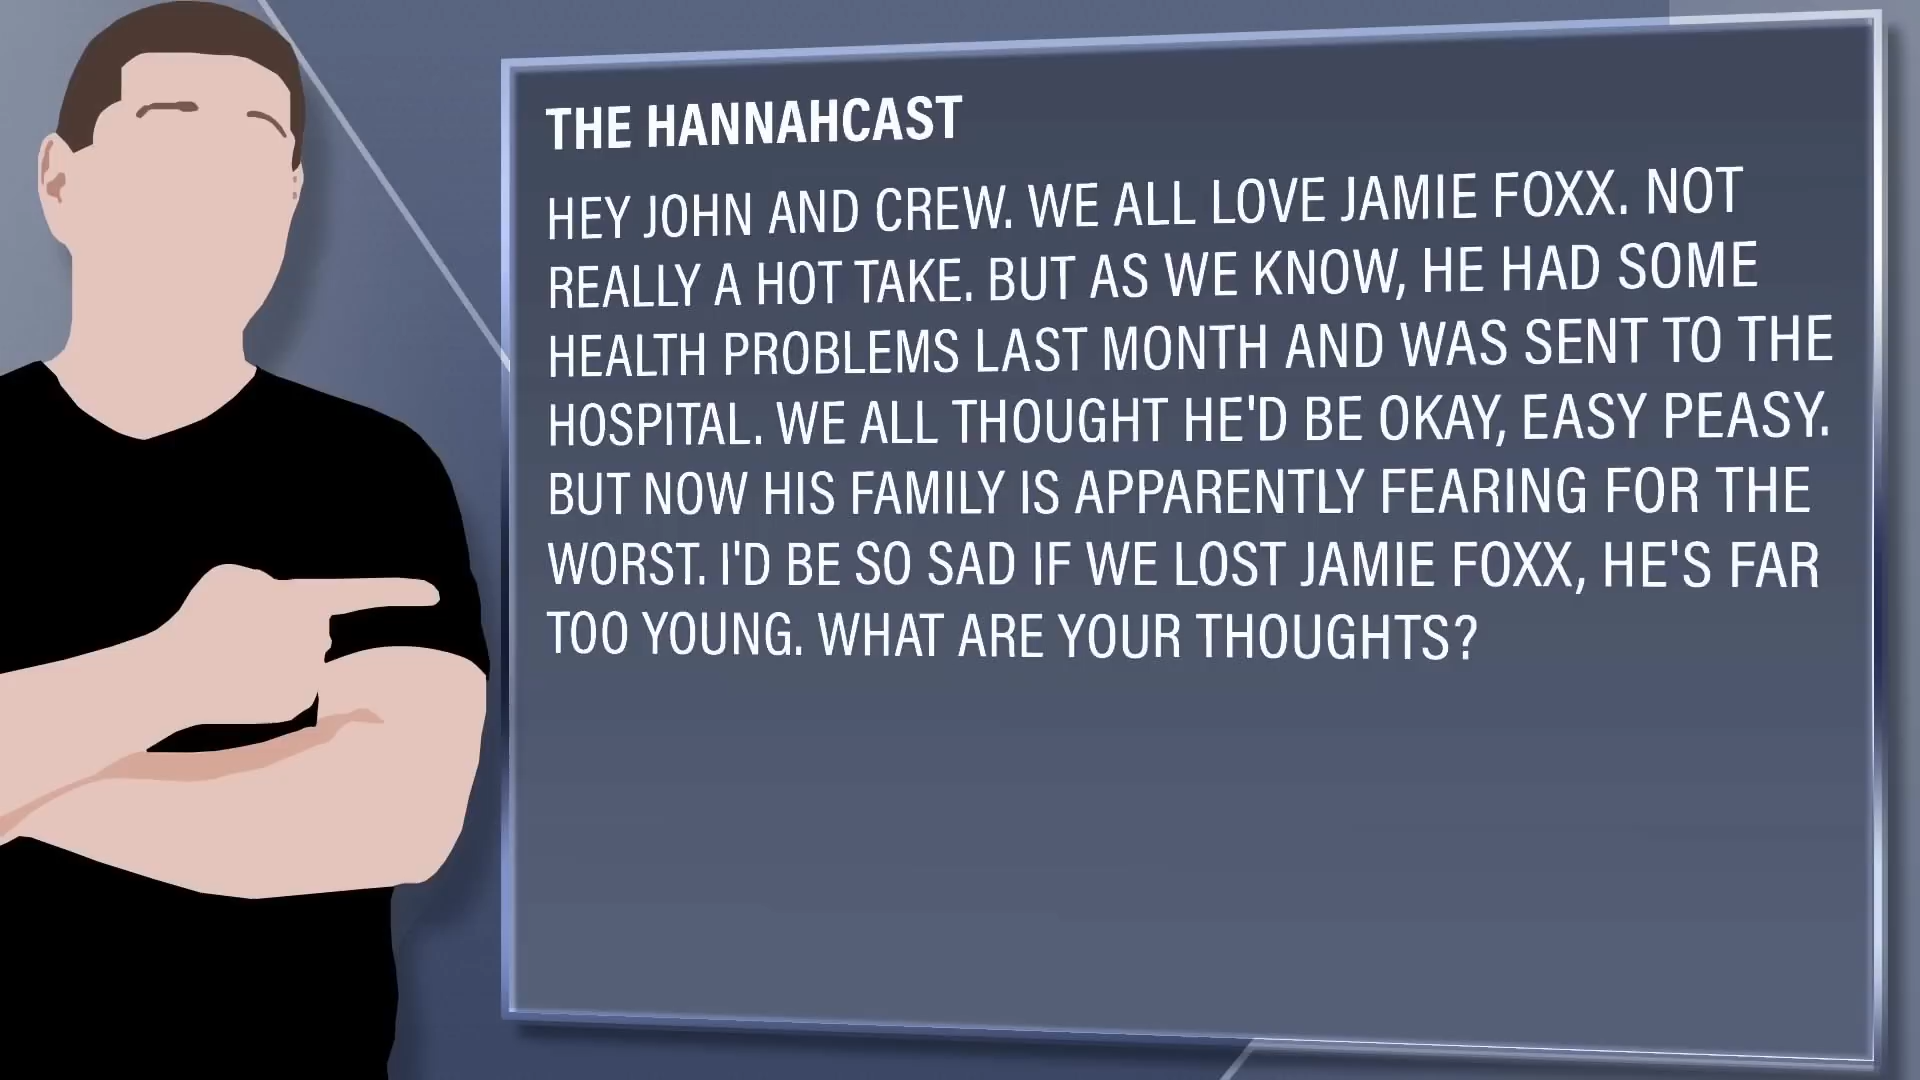 THE HANNAHCAST
HEY JOHN AND CREW. WE ALL LOVE JAMIE FOXX. NOT
REALLY A HOT TAKE. BUT AS WE KNOW, HE HAD SOME
HEALTH PROBLEMS LAST MONTH AND WAS SENT TO THE
HOSPITAL. WE ALL THOUGHT HE'D BE OKAY, EASY PEASY.
BUT NOW HIS FAMILY IS APPARENTLY FEARING FOR THE
WORST. I'D BE SO SAD IF WE LOST JAMIE FOXX, HE'S FAR
TOO YOUNG. WHAT ARE YOUR THOUGHTS?